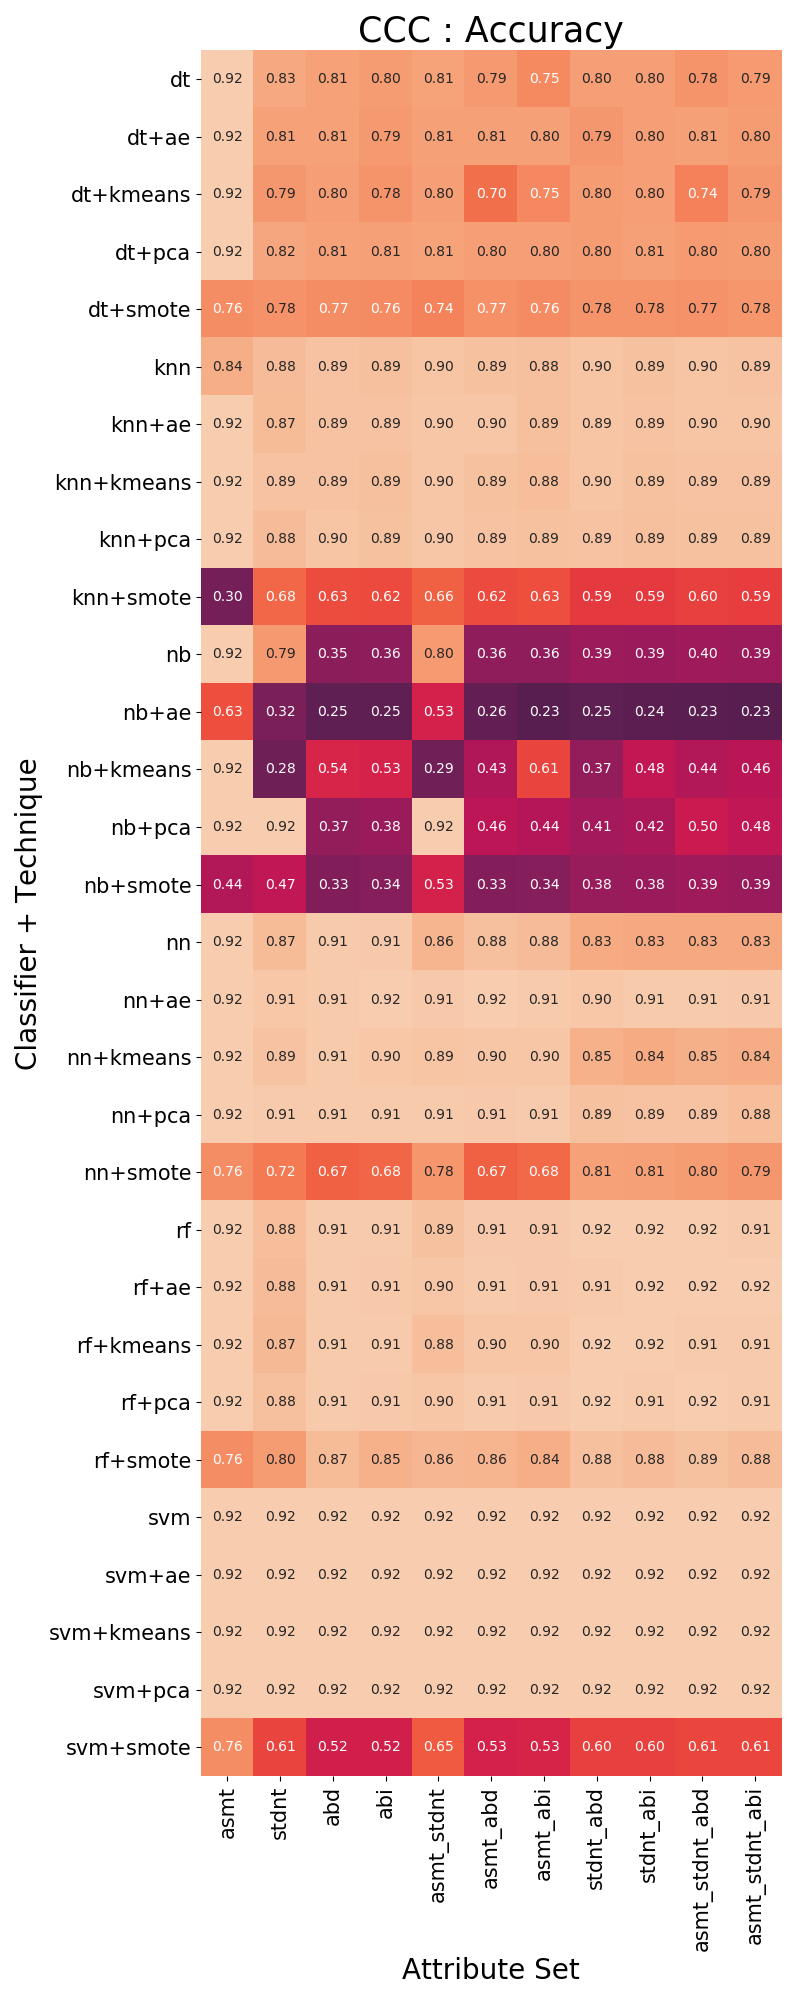 CCC : Accuracy
dt 0.92 0.83 0.81 0.80 0.81 0.79 0.75 0.80 0.80 0.78 0.79
dt+ae 0.92 0.81 0.81 0.79 0.81 0.81 0.80 0.79 0.80 0.81 0.80
dt+kmeans 0.92 0.79 0.80 0.78 0.80 0.70 0.75 0.80 0.80 0.74 0.79
dt+pca 0.92 0.82 0.81 0.81 0.81 0.80 0.80 0.80 0.81 0.80 0.80
dt+smote 0.76 0.78 0.77 0.76 0.74 0.77 0.76 0.78 0.78 0.77 0.78
knn 0.84 0.88 0.89 0.89 0.90 0.89 0.88 0.90 0.89 0.90 0.89
knn+ae 0.92 0.87 0.89 0.89 0.90 0.90 0.89 0.89 0.89 0.90 0.90
knn+kmeans 0.92 0.89 0.89 0.89 0.90 0.89 0.88 0.90 0.89 0.89 0.89
knn+pca 0.92 0.88 0.90 0.89 0.90 0.89 0.89 0.89 0.89 0.89 0.89
knn+smote 0.30 0.68 0.63 0.62 0.66 0.62 0.63 0.59 0.59 0.60 0.59
nb 0.92 0.79 0.35 0.36 0.80 0.36 0.36 0.39 0.39 0.40 0.39
nb+ae 0.63 0.32 0.25 0.25 0.53 0.26 0.23 0.25 0.24 0.23 0.23
nb+kmeans 0.92 0.28 0.54 0.53 0.29 0.43 0.61 0.37 0.48 0.44 0.46
nb+pca 0.92 0.92 0.37 0.38 0.92 0.46 0.44 0.41 0.42 0.50 0.48
nb+smote 0.44 0.47 0.33 0.34 0.53 0.33 0.34 0.38 0.38 0.39 0.39
nn 0.92 0.87 0.91 0.91 0.86 0.88 0.88 0.83 0.83 0.83 0.83
nn+ae 0.92 0.91 0.91 0.92 0.91 0.92 0.91 0.90 0.91 0.91 0.91
nn+kmeans 0.92 0.89 0.91 0.90 0.89 0.90 0.90 0.85 0.84 0.85 0.84
nn+pca 0.92 0.91 0.91 0.91 0.91 0.91 0.91 0.89 0.89 0.89 0.88
nn+smote 0.76 0.72 0.67 0.68 0.78 0.67 0.68 0.81 0.81 0.80 0.79
rf 0.92 0.88 0.91 0.91 0.89 0.91 0.91 0.92 0.92 0.92 0.91
rf+ae 0.92 0.88 0.91 0.91 0.90 0.91 0.91 0.91 0.92 0.92 0.92
rf+kmeans 0.92 0.87 0.91 0.91 0.88 0.90 0.90 0.92 0.92 0.91 0.91
rf+pca 0.92 0.88 0.91 0.91 0.90 0.91 0.91 0.92 0.91 0.92 0.91
rf+smote 0.76 0.80 0.87 0.85 0.86 0.86 0.84 0.88 0.88 0.89 0.88
svm 0.92 0.92 0.92 0.92 0.92 0.92 0.92 0.92 0.92 0.92 0.92
svm+ae 0.92 0.92 0.92 0.92 0.92 0.92 0.92 0.92 0.92 0.92 0.92
svm+kmeans 0.92 0.92 0.92 0.92 0.92 0.92 0.92 0.92 0.92 0.92 0.92
svm+pca 0.92 0.92 0.92 0.92 0.92 0.92 0.92 0.92 0.92 0.92 0.92
svm+smote 0.76 0.61 0.52 0.52 0.65 0.53 0.53 0.60 0.60 0.61 0.61
asmt stdnt abd abi asmt_stdnt asmt_abd asmt_abi stdnt_abd stdnt_abi asmt_stdnt_abd asmt_stdnt_abi
Attribute Set
Classifier + Technique